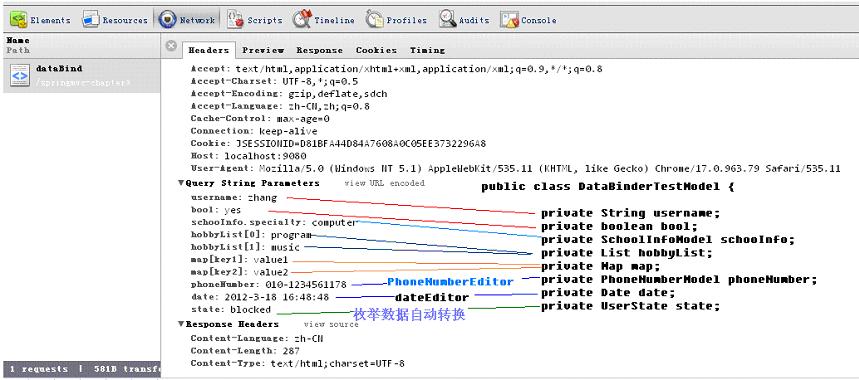 Elements Resources Network Scripts Timeline Profiles Audits Console
Name
Path
Headers Preview Response Cookies Timing
dataBind
/springmvc-chapter3
Accept: text/html,application/xhtml+xml,application/xml;q=0.9,*/*;q=0.8
Accept-Charset: UTF-8,*;q=0.5
Accept-Encoding: gzip,deflate,sdch
Accept-Language: zh-CN,zh;q=0.8
Cache-Control: max-age=0
Connection: keep-alive
Cookie: JSESSIONID=D81BFA44D84A7608A0C05EE3732296A8
Host: localhost:9080
User-Agent: Mozilla/5.0 (Windows NT 5.1) AppleWebKit/535.11 (KHTML, like Gecko) Chrome/17.0.963.79 Safari/535.11
▼Query String Parameters view URL encoded
public class DataBinderTestModel {
username: zhang
private String username;
bool: yes
private boolean bool;
schooInfo.specialty: computer
private SchoolInfoModel schooInfo;
hobbyList[0]: program
private List hobbyList;
hobbyList[1]: music
map[key1]: value1
private Map map;
map[key2]: value2
phoneNumber: 010-1234561178 PhoneNumberEditor
private PhoneNumberModel phoneNumber;
date: 2012-3-18 16:48:48 dateEditor
private Date date;
state: blocked 枚举数据自动转换
private UserState state;
▼Response Headers view source
Content-Language: zh-CN
Content-Length: 287
Content-Type: text/html;charset=UTF-8
1 requests | 581B transfe